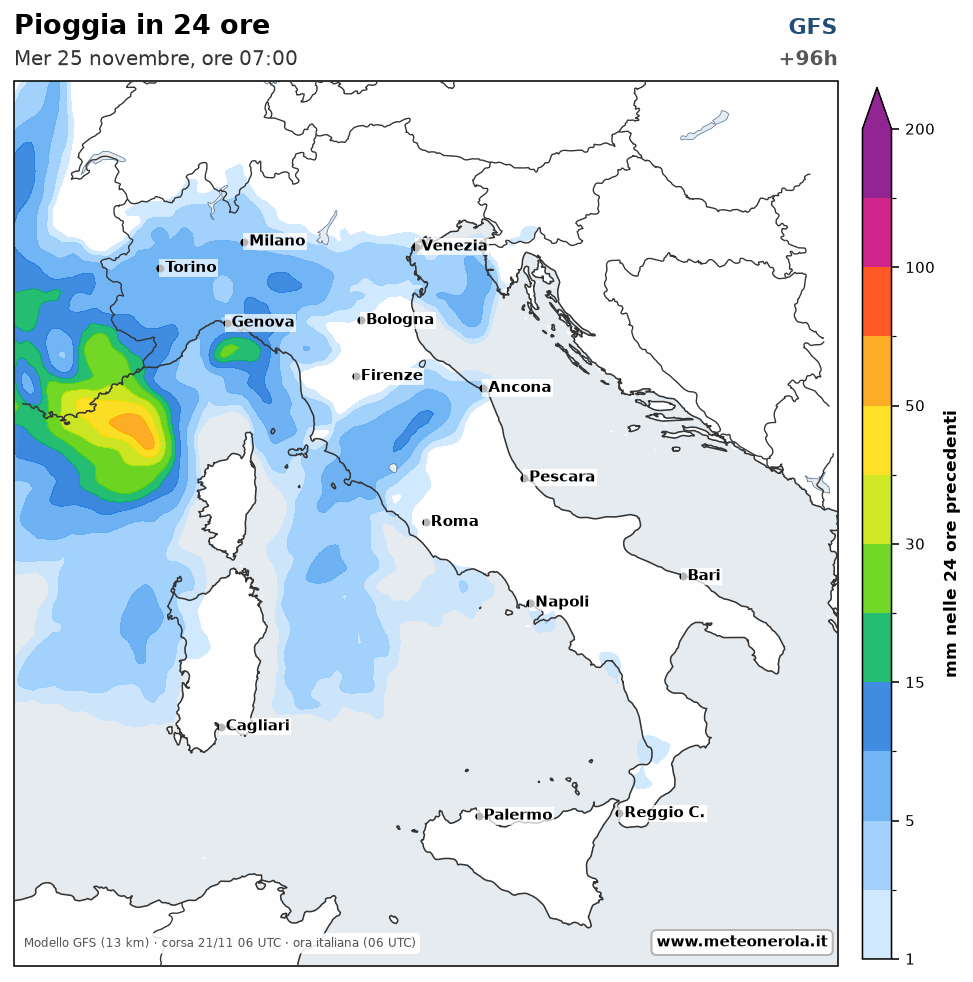 Pioggia in 24 ore
GFS
Mer 25 novembre, ore 07:00
+96h
200
100
50
30
15
5
1
mm nelle 24 ore precedenti
Milano
Venezia
Torino
Genova
Bologna
Firenze
Ancona
Pescara
Roma
Bari
Napoli
Cagliari
Palermo
Reggio C.
Modello GFS (13 km) · corsa 21/11 06 UTC · ora italiana (06 UTC)
www.meteonerola.it